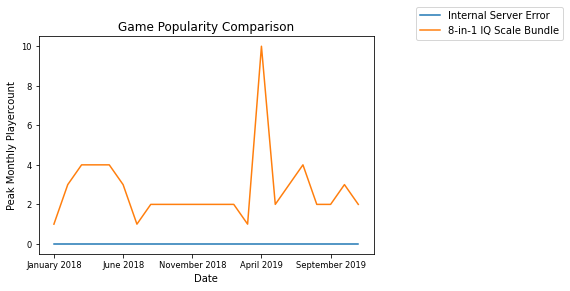 Internal Server Error
8-in-1 IQ Scale Bundle
Game Popularity Comparison
Peak Monthly Playercount
10
8
6
4
2
0
January 2018 June 2018 November 2018 April 2019 September 2019
Date